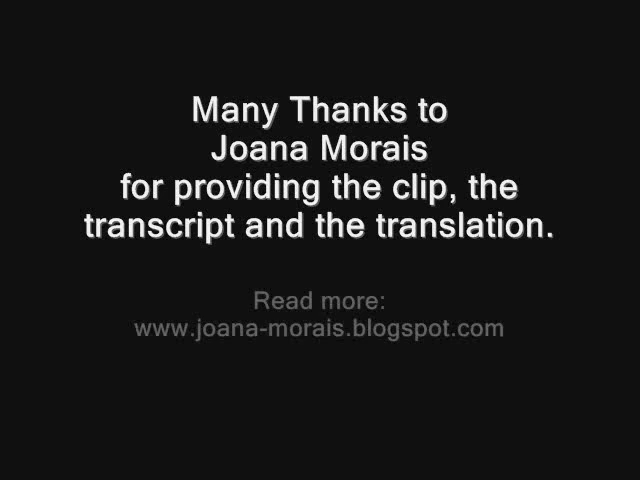 Many Thanks to
Joana Morais
for providing the clip, the
transcript and the translation.
Read more:
www.joana-morais.blogspot.com